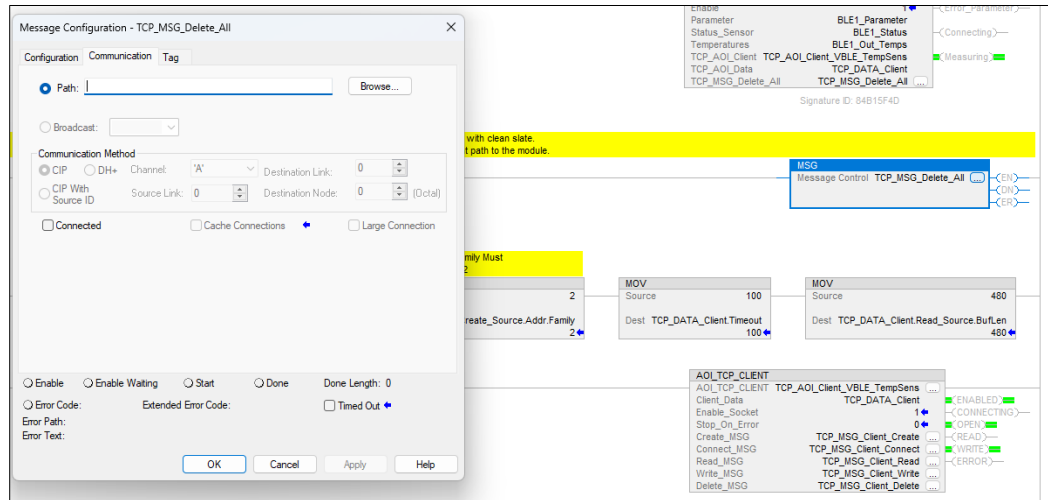 Message Configuration - TCP_MSG_Delete_All
Configuration Communication Tag
Path: Browse...
Broadcast:
Communication Method
CIP DH+ Channel: 'A' Destination Link: 0
CIP With Source ID Source Link: 0 Destination Node: 0 (Octal)
Connected Cache Connections Large Connection
Enable Enable Waiting Start Done Done Length: 0
Error Code: Extended Error Code: Timed Out
Error Path:
Error Text:
OK Cancel Apply Help
Enable 1 (Error_Parameter)
Parameter BLE1_Parameter
Status_Sensor BLE1_Status (Connecting)
Temperatures BLE1_Out_Temps
TCP_AOI_Client TCP_AOI_Client_VBLE_TempSens ... (Measuring)
TCP_AOI_Data TCP_DATA_Client
TCP_MSG_Delete_All TCP_MSG_Delete_All ...
Signature ID: 84B15F4D
with clean slate.
t path to the module.
MSG
Message Control TCP_MSG_Delete_All ... (EN)
(DN)
(ER)
mily Must
2
2
reate_Source.Addr.Family
2
MOV
Source 100
Dest TCP_DATA_Client.Timeout
100
MOV
Source 480
Dest TCP_DATA_Client.Read_Source.BufLen
480
AOI_TCP_CLIENT
AOI_TCP_CLIENT TCP_AOI_Client_VBLE_TempSens ...
Client_Data TCP_DATA_Client (ENABLED)
Enable_Socket 1 (CONNECTING)
Stop_On_Error 0 (OPEN)
Create_MSG TCP_MSG_Client_Create ... (READ)
Connect_MSG TCP_MSG_Client_Connect ... (WRITE)
Read_MSG TCP_MSG_Client_Read ... (ERROR)
Write_MSG TCP_MSG_Client_Write ...
Delete_MSG TCP_MSG_Client_Delete ...